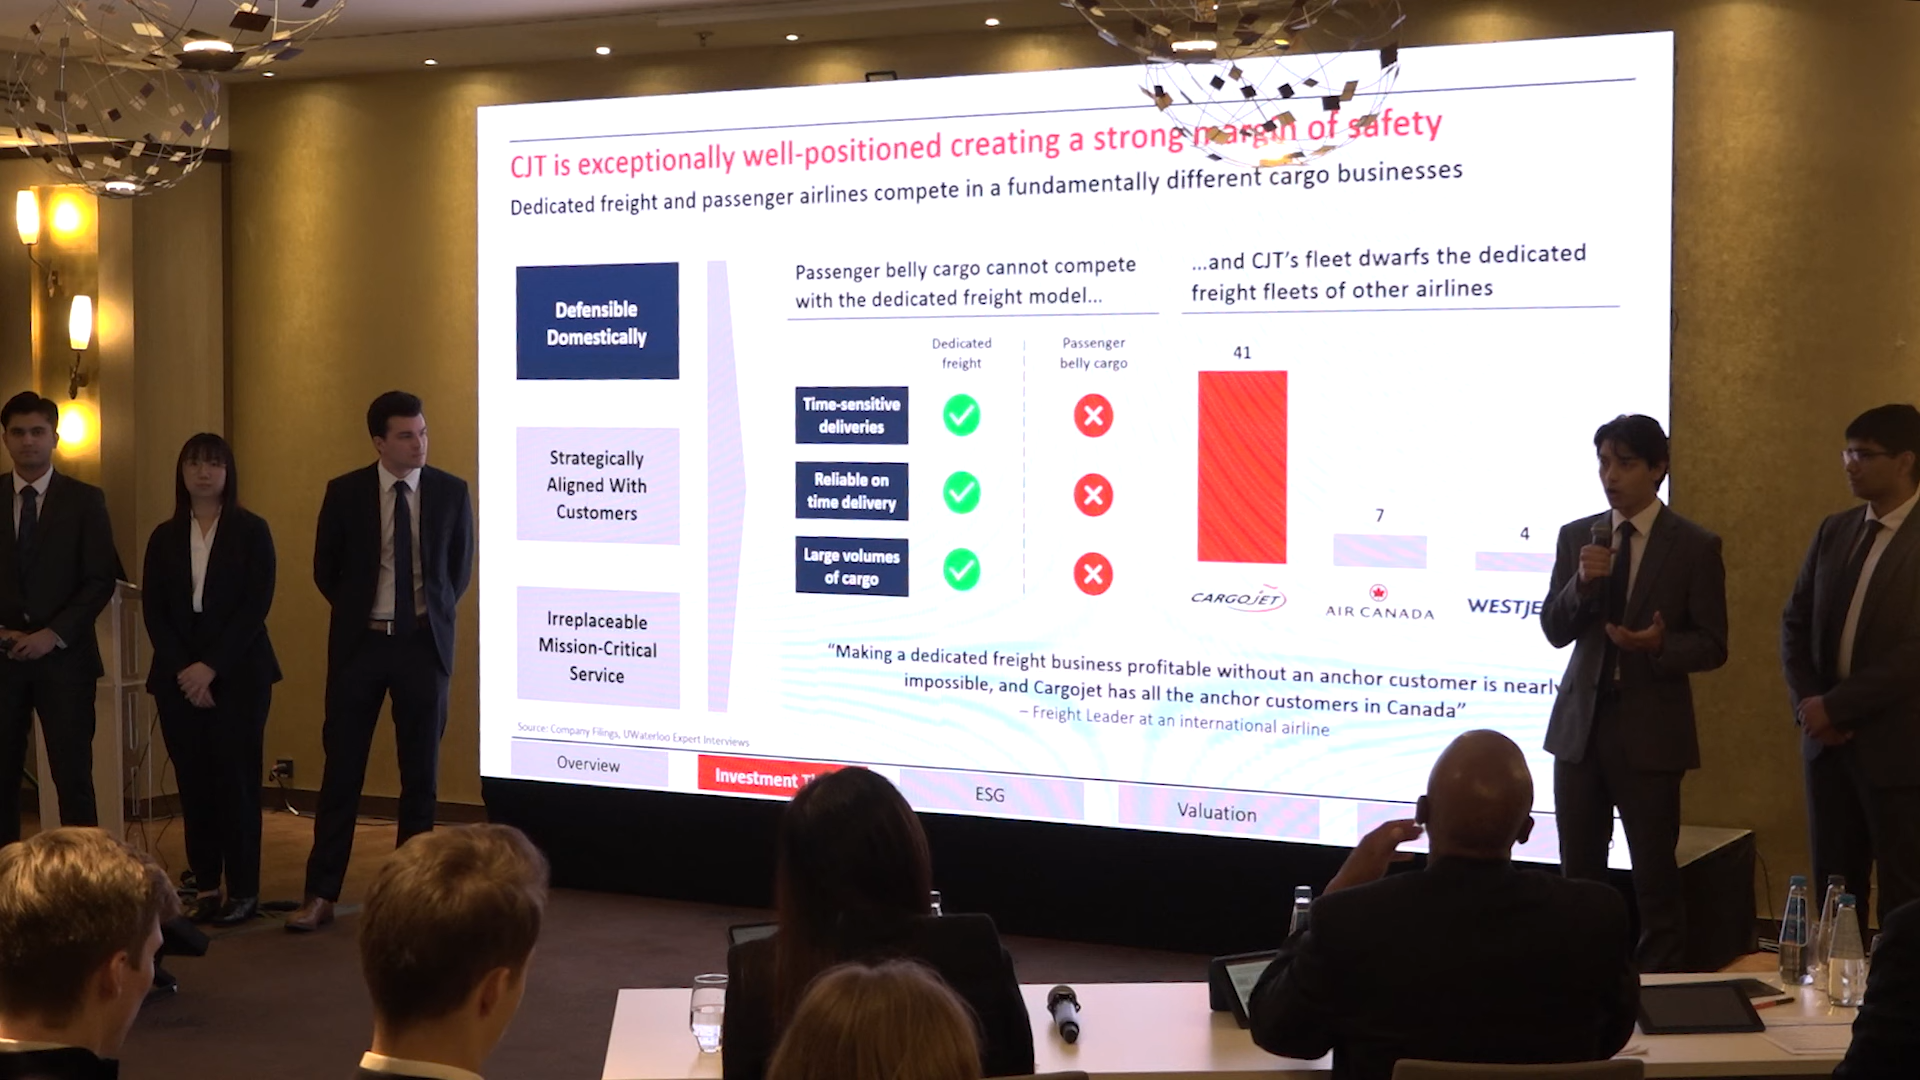 CJT is exceptionally well-positioned creating a strong margin of safety
Dedicated freight and passenger airlines compete in a fundamentally different cargo businesses
Defensible
Domestically
Strategically
Aligned With
Customers
Irreplaceable
Mission-Critical
Service
Passenger belly cargo cannot compete
with the dedicated freight model...
Dedicated
freight
Passenger
belly cargo
Time-sensitive
deliveries
Reliable on
time delivery
Large volumes
of cargo
...and CJT's fleet dwarfs the dedicated
freight fleets of other airlines
41
7
4
CARGOJET
AIR CANADA
WESTJE
“Making a dedicated freight business profitable without an anchor customer is nearly
impossible, and Cargojet has all the anchor customers in Canada”
– Freight Leader at an international airline
Source: Company Filings, UWaterloo Expert Interviews
Overview
Investment
ESG
Valuation